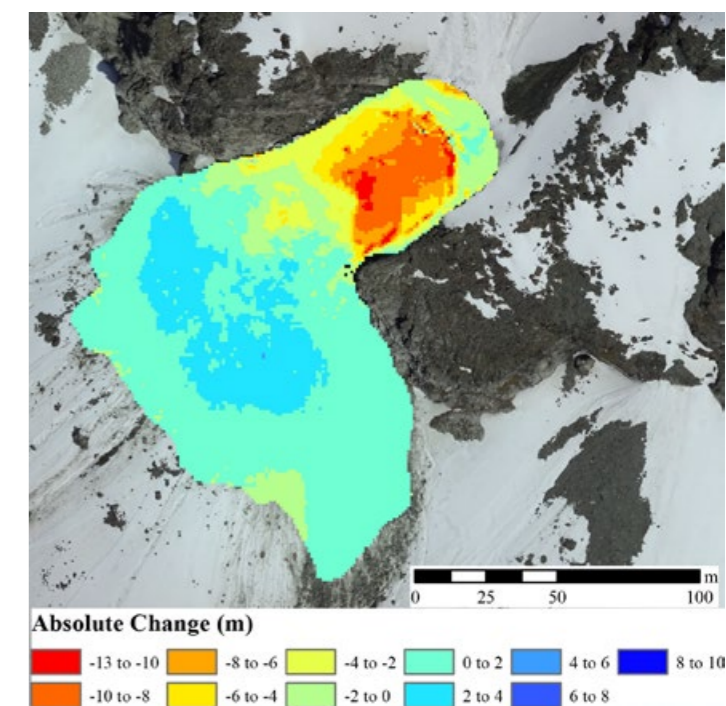 m
0 25 50 100
Absolute Change (m)
-13 to -10 -8 to -6 -4 to -2 0 to 2 4 to 6 8 to 10
-10 to -8 -6 to -4 -2 to 0 2 to 4 6 to 8